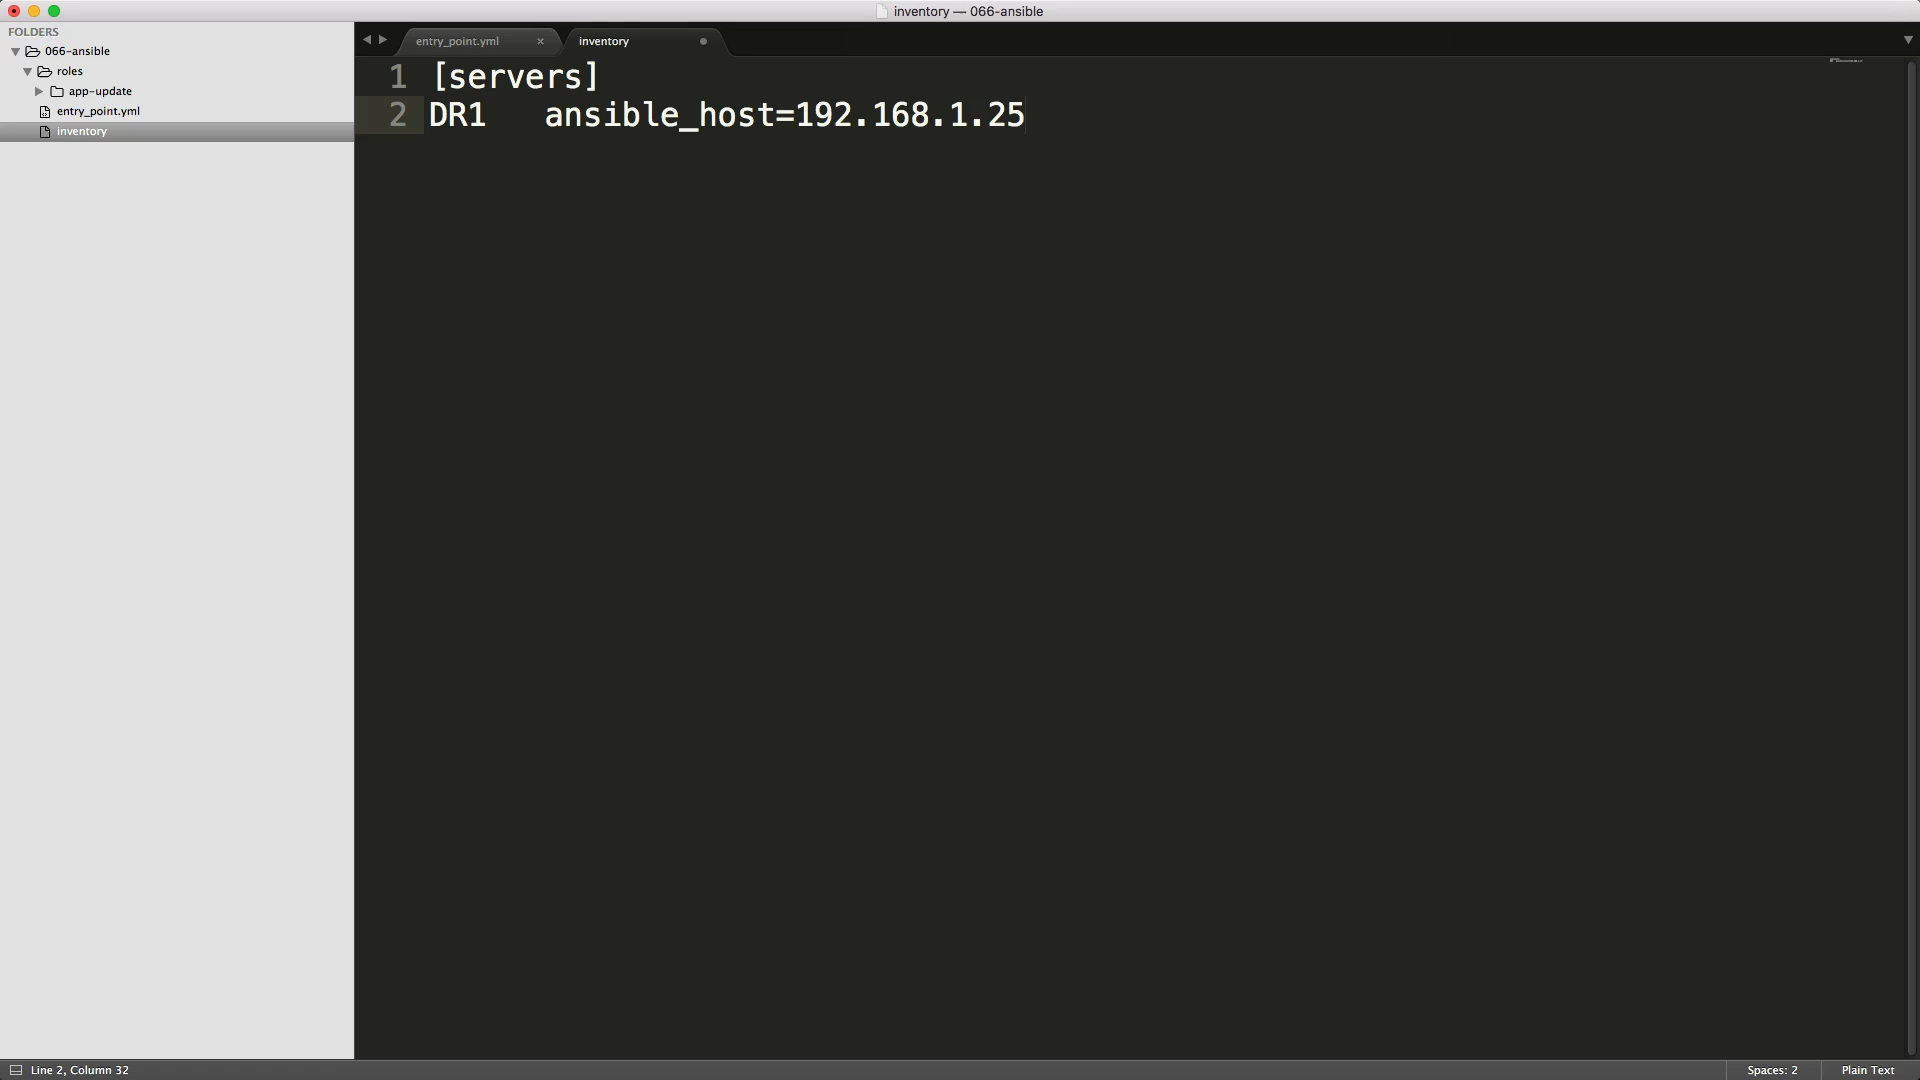 inventory — 066-ansible
FOLDERS
066-ansible
roles
app-update
entry_point.yml
inventory
entry_point.yml ×
inventory
1 [servers]
2 DR1   ansible_host=192.168.1.25
Line 2, Column 32
Spaces: 2
Plain Text